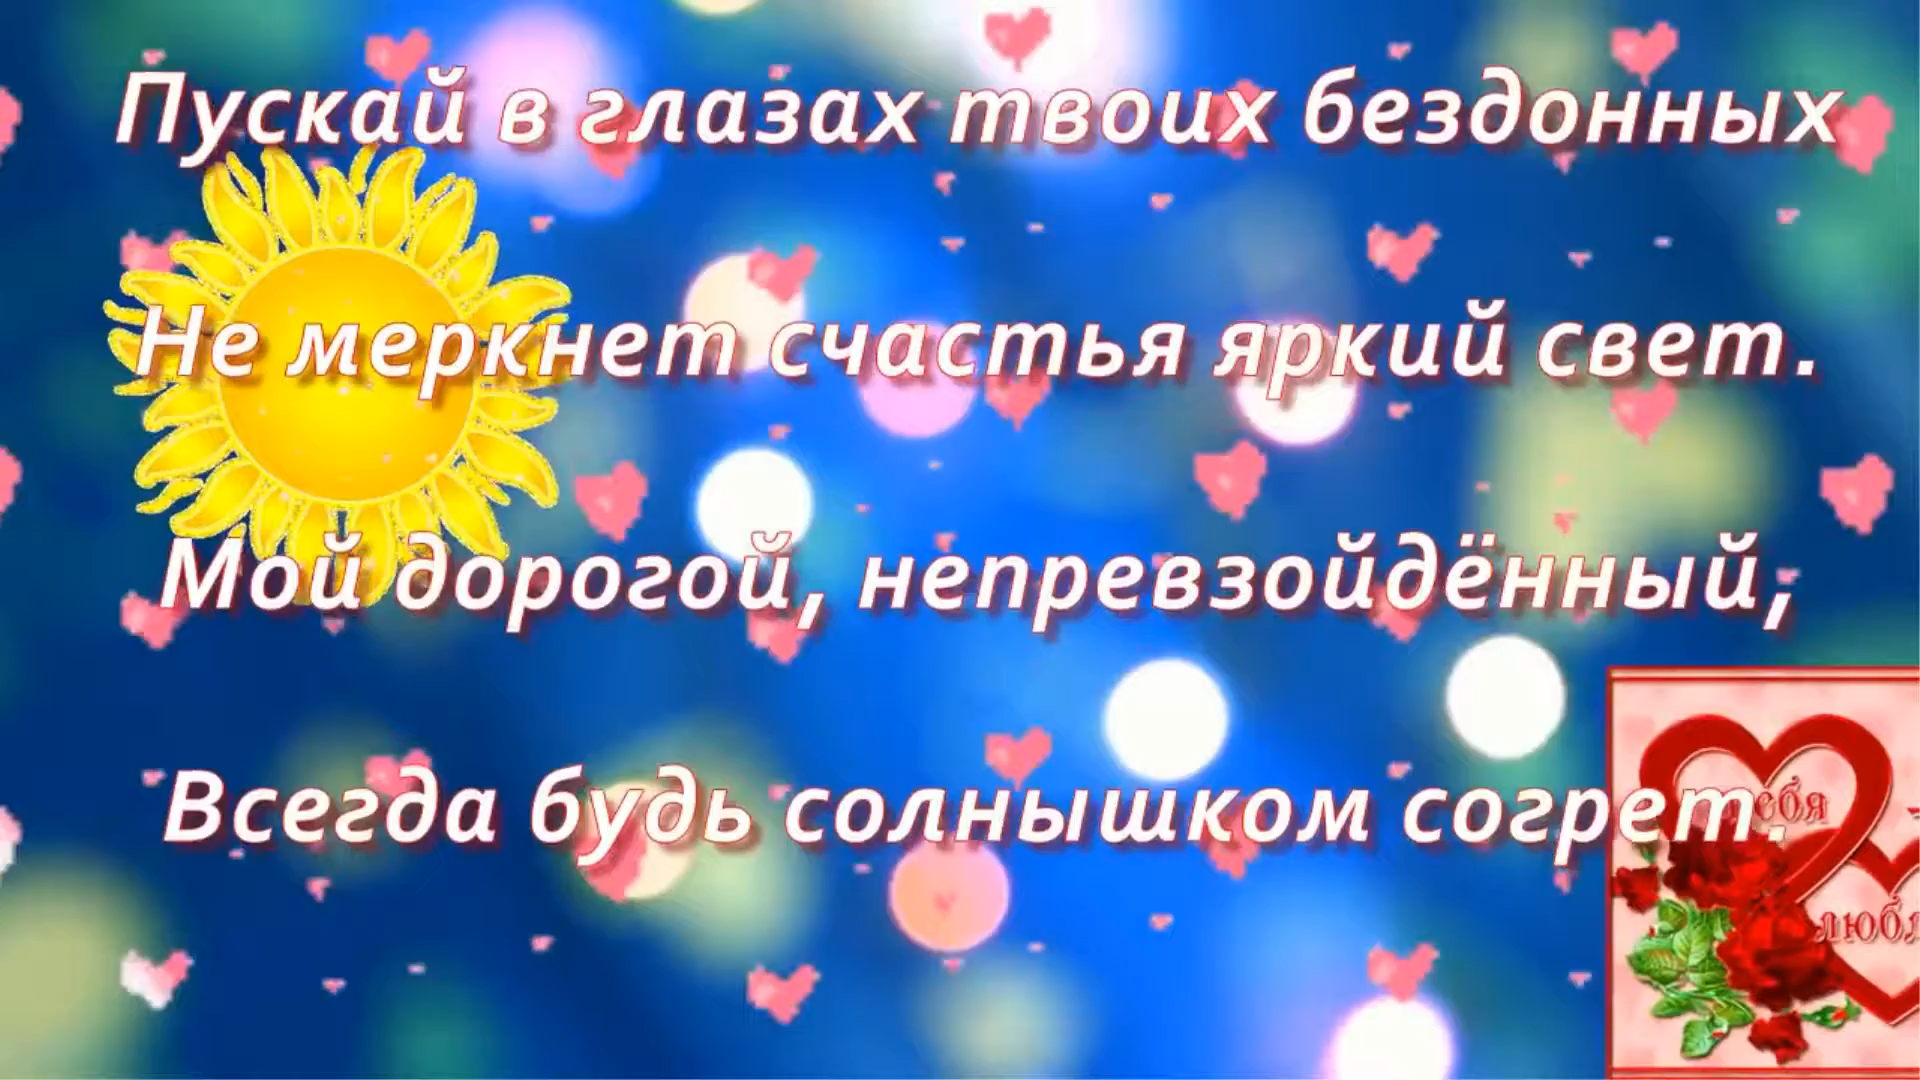 Пускай в глазах твоих бездонных
Не меркнет счастья яркий свет.
Мой дорогой, непревзойдённый,
Всегда будь солнышком согрет.